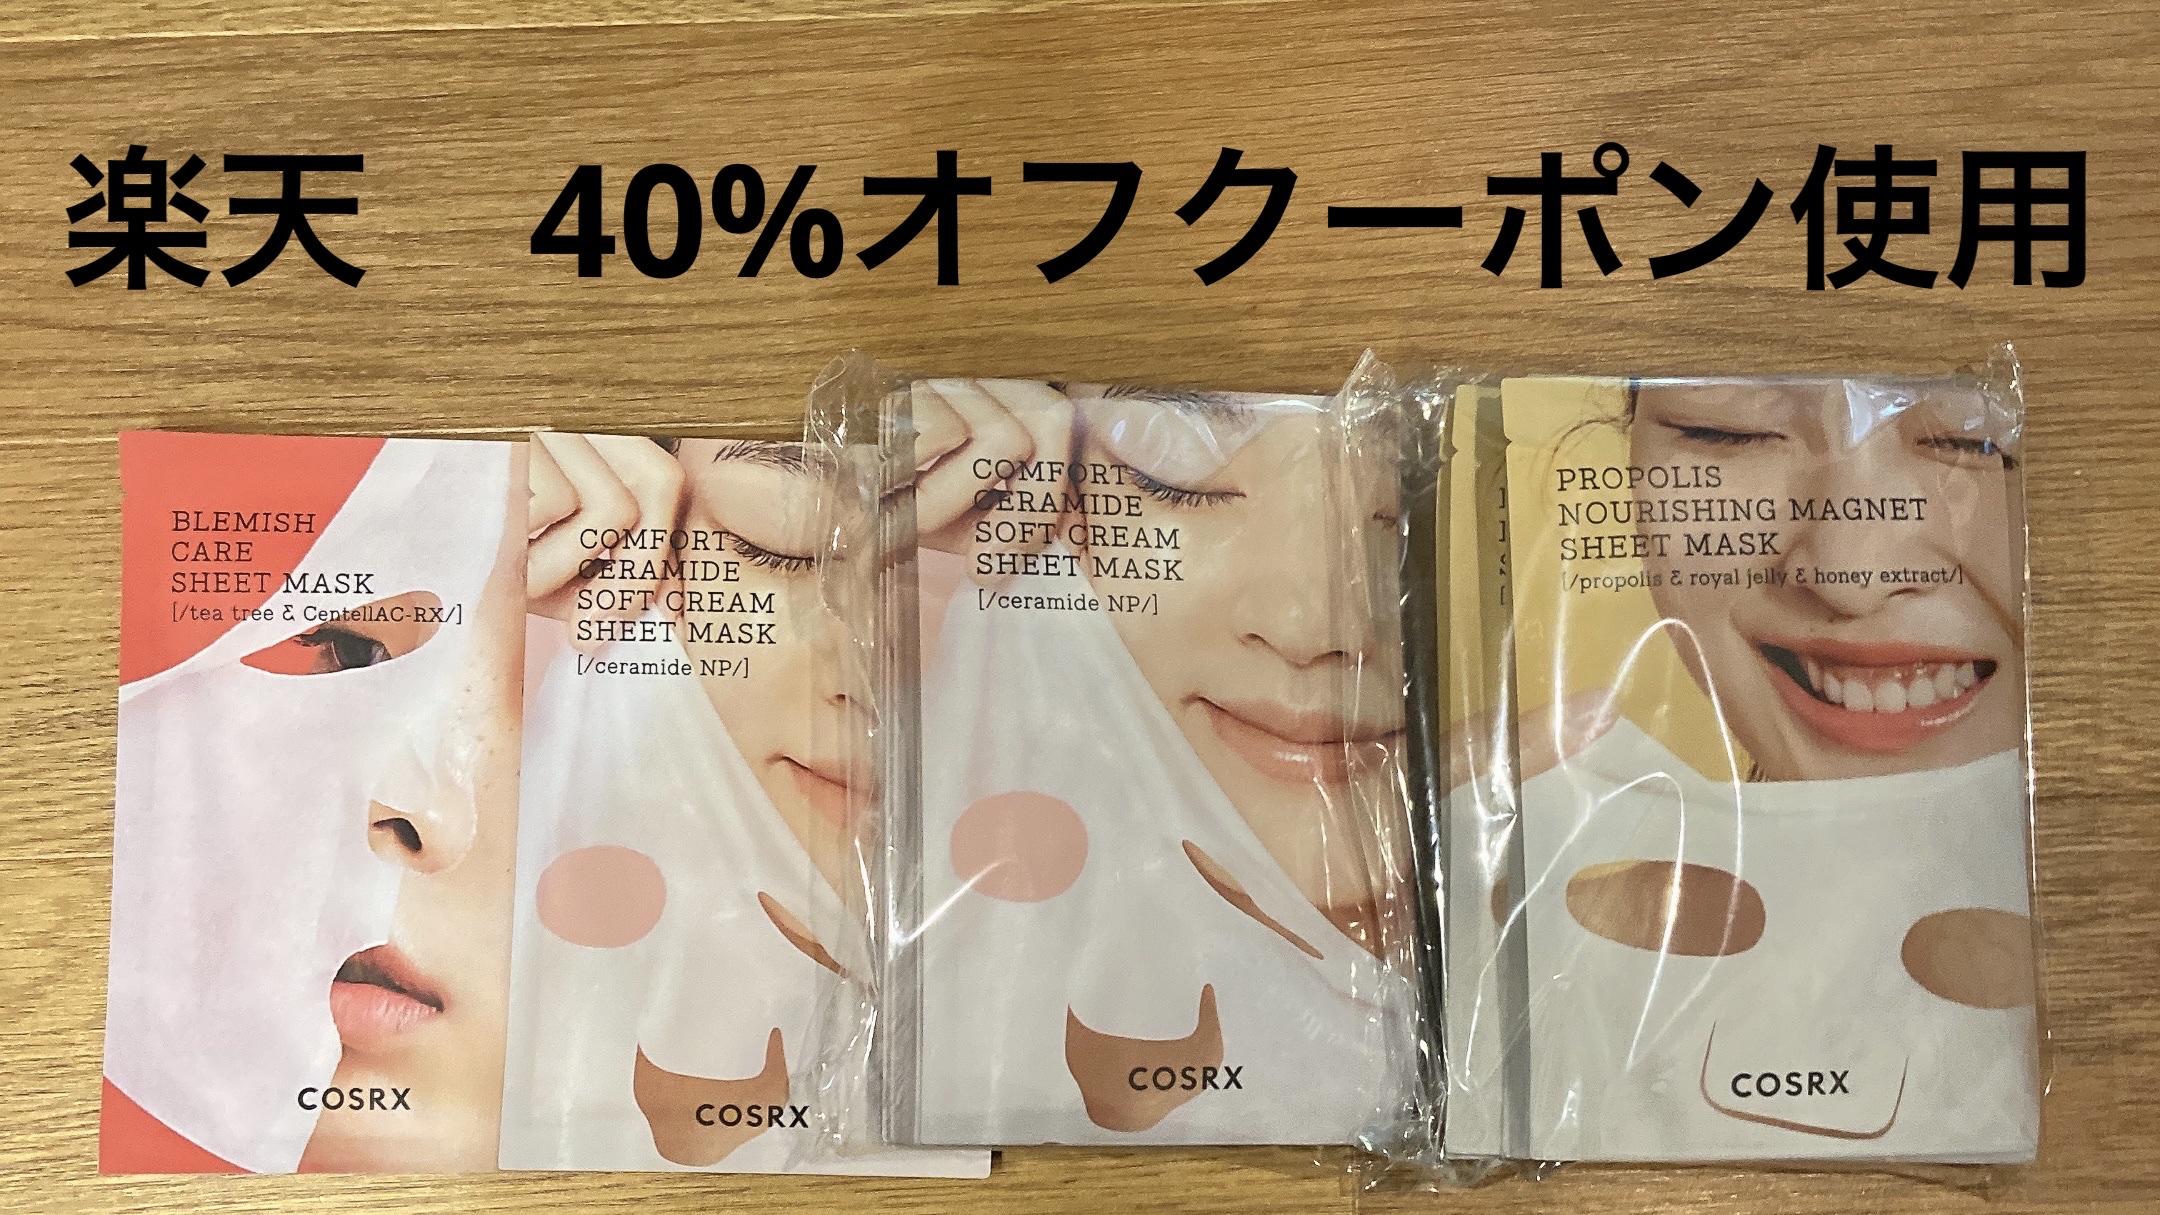 楽天　40%オフクーポン使用
BLEMISH
CARE
SHEET MASK
[/tea tree & CentellAC-RX/]
COSRX
COMFORT
CERAMIDE
SOFT CREAM
SHEET MASK
[/ceramide NP/]
COSRX
COMFORT
CERAMIDE
SOFT CREAM
SHEET MASK
[/ceramide NP/]
COSRX
PROPOLIS
NOURISHING MAGNET
SHEET MASK
[/propolis & royal jelly & honey extract/]
COSRX